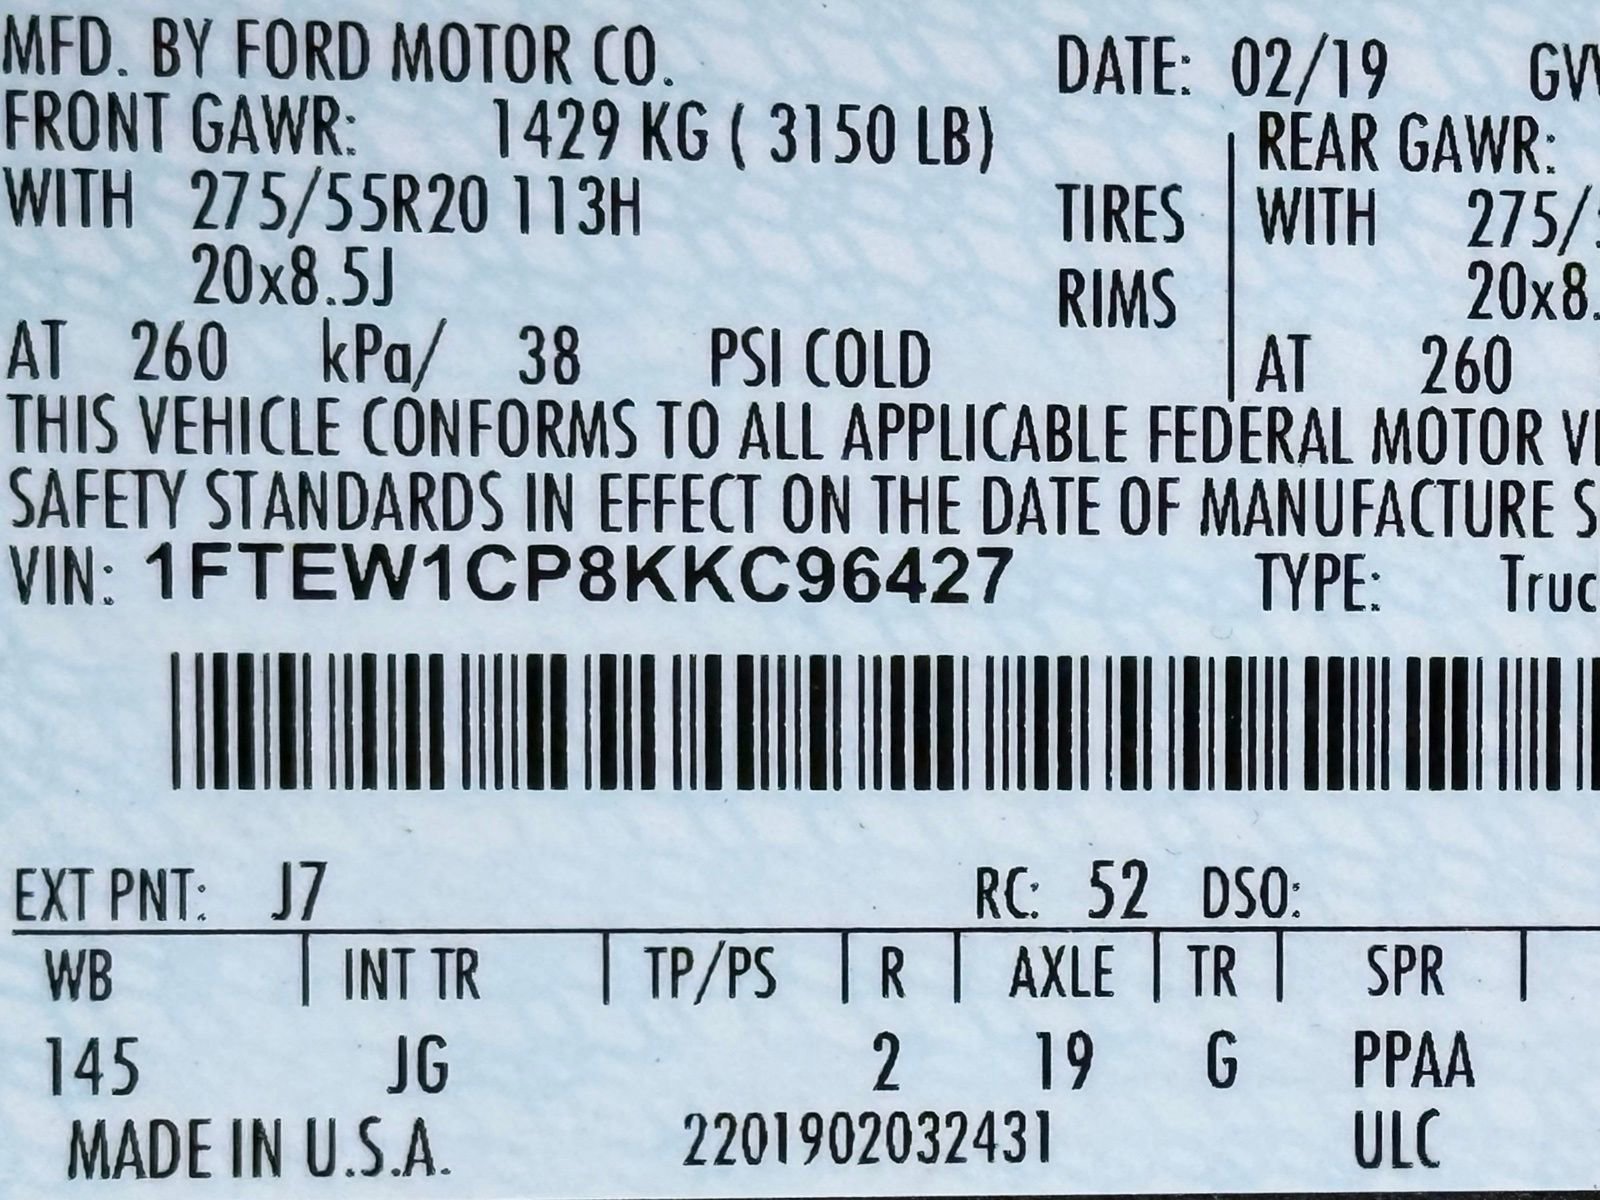 MFD. BY FORD MOTOR CO. DATE: 02/19 GV
FRONT GAWR: 1429 KG ( 3150 LB) REAR GAWR:
WITH 275/55R20 113H TIRES WITH 275/
20x8.5J RIMS 20x8.
AT 260 kPa/ 38 PSI COLD AT 260
THIS VEHICLE CONFORMS TO ALL APPLICABLE FEDERAL MOTOR V
SAFETY STANDARDS IN EFFECT ON THE DATE OF MANUFACTURE S
VIN: 1FTEW1CP8KKC96427 TYPE: Truc
EXT PNT: J7 RC: 52 DSO:
WB INT TR TP/PS R AXLE TR SPR
145 JG 2 19 G PPAA
MADE IN U.S.A. 2201902032431 ULC